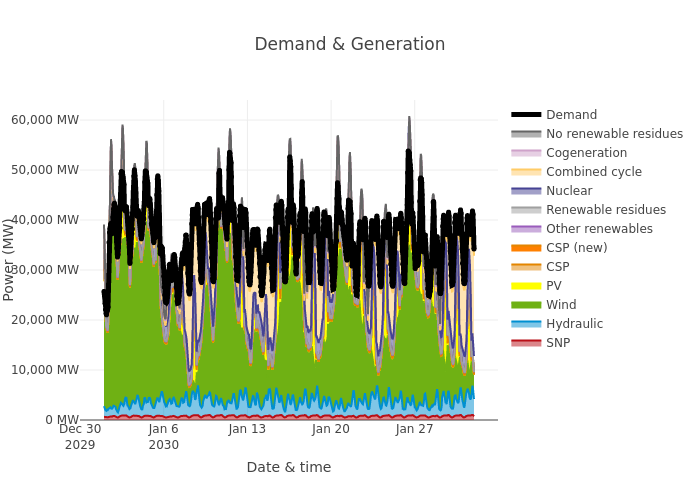 Demand & Generation
Power (MW)
60,000 MW
50,000 MW
40,000 MW
30,000 MW
20,000 MW
10,000 MW
0 MW
Dec 30
2029
Jan 6
2030
Jan 13
Jan 20
Jan 27
Date & time
Demand
No renewable residues
Cogeneration
Combined cycle
Nuclear
Renewable residues
Other renewables
CSP (new)
CSP
PV
Wind
Hydraulic
SNP